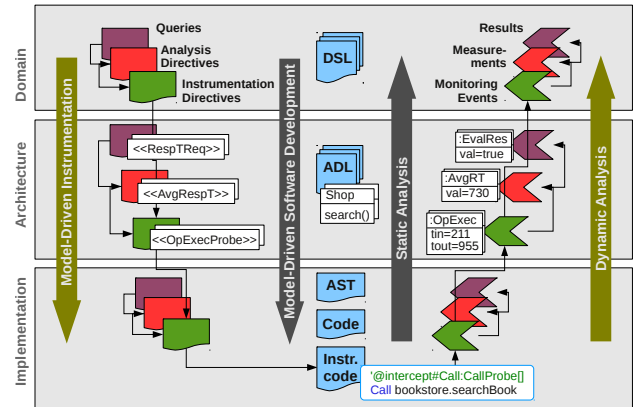 Domain
Queries
Analysis
Directives
Instrumentation
Directives
DSL
Results
Measure-
ments
Monitoring
Events
Model-Driven Instrumentation
Model-Driven Software Development
Static Analysis
Dynamic Analysis
Architecture
<<RespTReq>>
<<AvgRespT>>
<<OpExecProbe>>
ADL
Shop
search()
:EvalRes
val=true
:AvgRT
val=730
:OpExec
tin=211
tout=955
Implementation
AST
Code
Instr.
code
'@intercept#Call:CallProbe[]
Call bookstore.searchBook